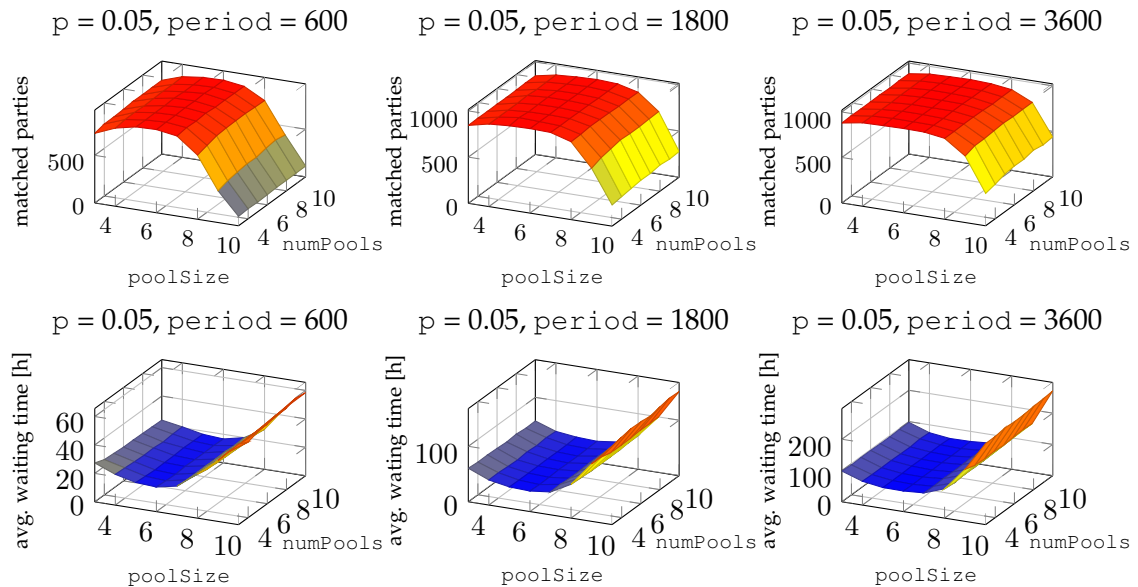 p = 0.05, period = 600
matched parties
500
0
4
6
8
10
4
6
8
10
numPools
poolSize
p = 0.05, period = 1800
matched parties
1000
500
0
4
6
8
10
4
6
8
10
numPools
poolSize
p = 0.05, period = 3600
matched parties
1000
500
0
4
6
8
10
4
6
8
10
numPools
poolSize
p = 0.05, period = 600
avg. waiting time [h]
60
40
20
0
4
6
8
10
4
6
8
10
numPools
poolSize
p = 0.05, period = 1800
avg. waiting time [h]
100
0
4
6
8
10
4
6
8
10
numPools
poolSize
p = 0.05, period = 3600
avg. waiting time [h]
200
100
0
4
6
8
10
4
6
8
10
numPools
poolSize